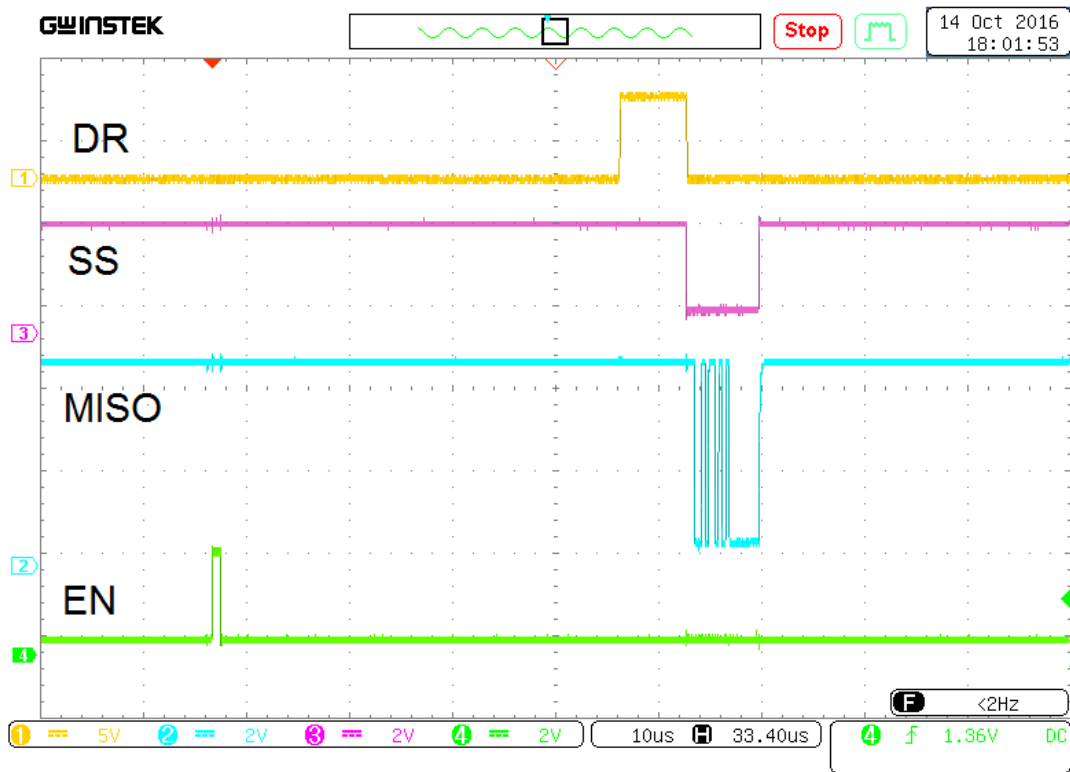 GWINSTEK
Stop
14 Oct 2016
18:01:53
DR
1
SS
3
MISO
2
EN
4
F <2Hz
1 5V 2 2V 3 2V 4 2V
10us H 33.40us
4 1.36V DC